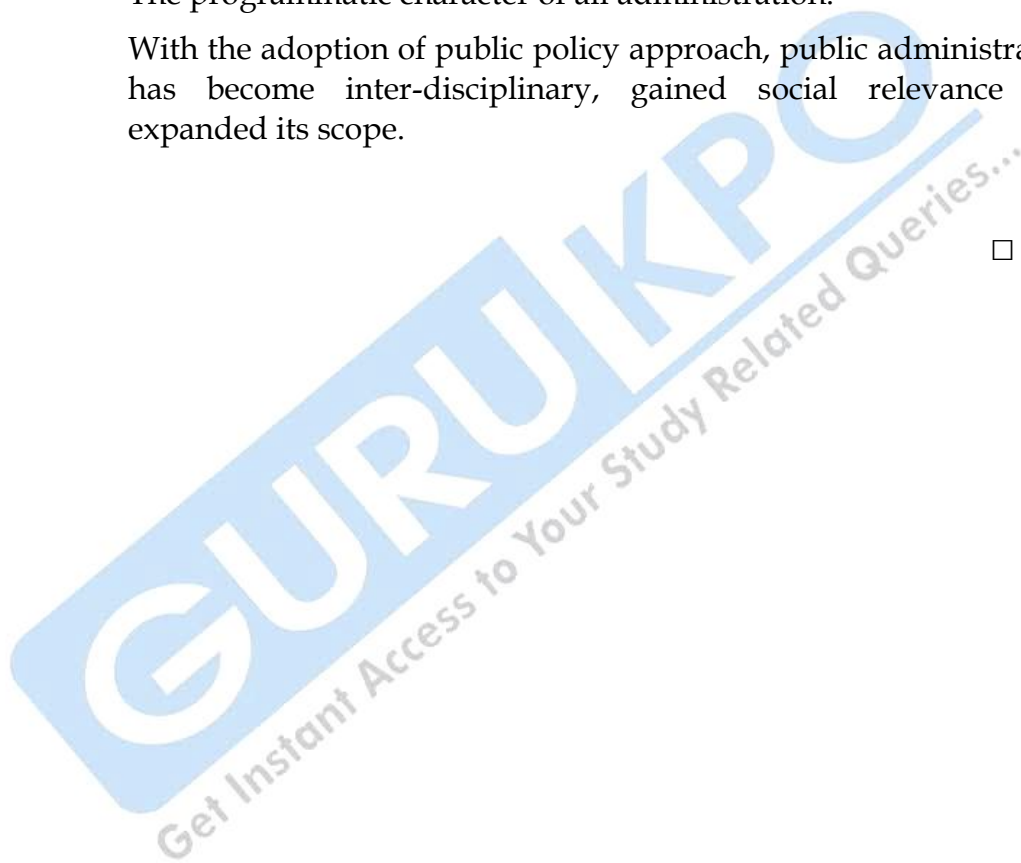 The programmatic character of all administration.
With the adoption of public policy approach, public administra
has become inter-disciplinary, gained social relevance
expanded its scope.
GURUKPO
Get Instant Access to Your Study Related Queries...